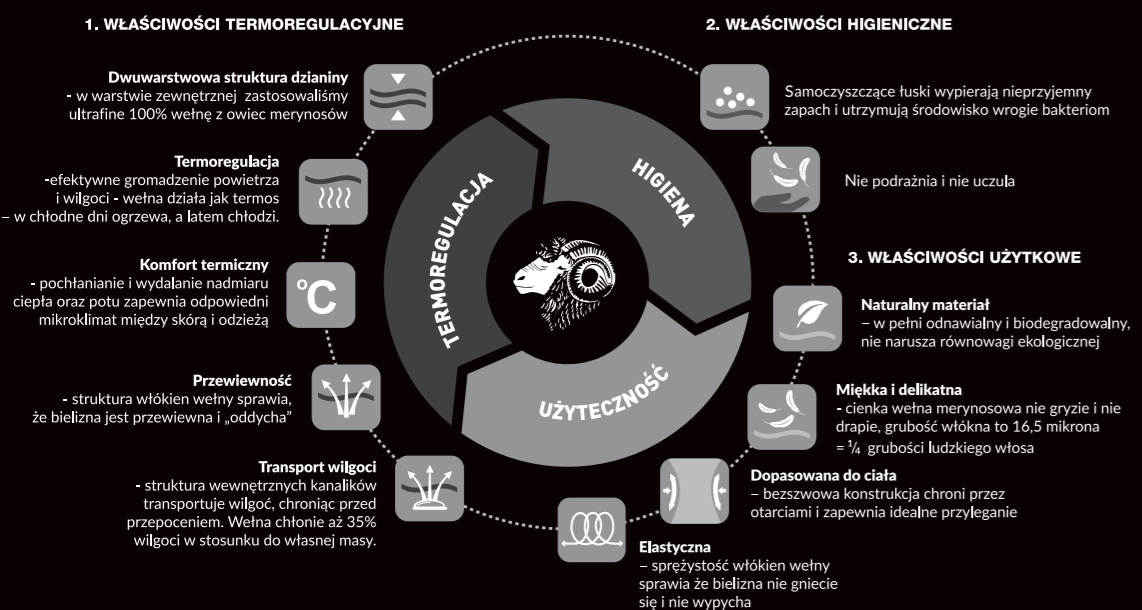 1. WŁAŚCIWOŚCI TERMOREGULACYJNE
Dwuwarstwowa struktura dzianiny
- w warstwie zewnętrznej zastosowaliśmy
ultrafine 100% wełnę z owiec merynosów
Termoregulacja
-efektywne gromadzenie powietrza
i wilgoci - wełna działa jak termos
– w chłodne dni ogrzewa, a latem chłodzi.
Komfort termiczny
- pochłanianie i wydalanie nadmiaru
ciepła oraz potu zapewnia odpowiedni
mikroklimat między skórą i odzieżą
°C
Przewiewność
- struktura włókien wełny sprawia,
że bielizna jest przewiewna i „oddycha”
Transport wilgoci
- struktura wewnętrznych kanalików
transportuje wilgoć, chroniąc przed
przepoceniem. Wełna chłonie aż 35%
wilgoci w stosunku do własnej masy.
TERMOREGULACJA
HIGIENA
UŻYTECZNOŚĆ
2. WŁAŚCIWOŚCI HIGIENICZNE
Samoczyszczące łuski wypierają nieprzyjemny
zapach i utrzymują środowisko wrogie bakteriom
Nie podrażnia i nie uczula
3. WŁAŚCIWOŚCI UŻYTKOWE
Naturalny materiał
– w pełni odnawialny i biodegradowalny,
nie narusza równowagi ekologicznej
Miękka i delikatna
- cienka wełna merynosowa nie gryzie i nie
drapie, grubość włókna to 16,5 mikrona
= ¼ grubości ludzkiego włosa
Dopasowana do ciała
– bezszwowa konstrukcja chroni przez
otarciami i zapewnia idealne przyleganie
Elastyczna
– sprężystość włókien wełny
sprawia że bielizna nie gniecie
się i nie wypycha